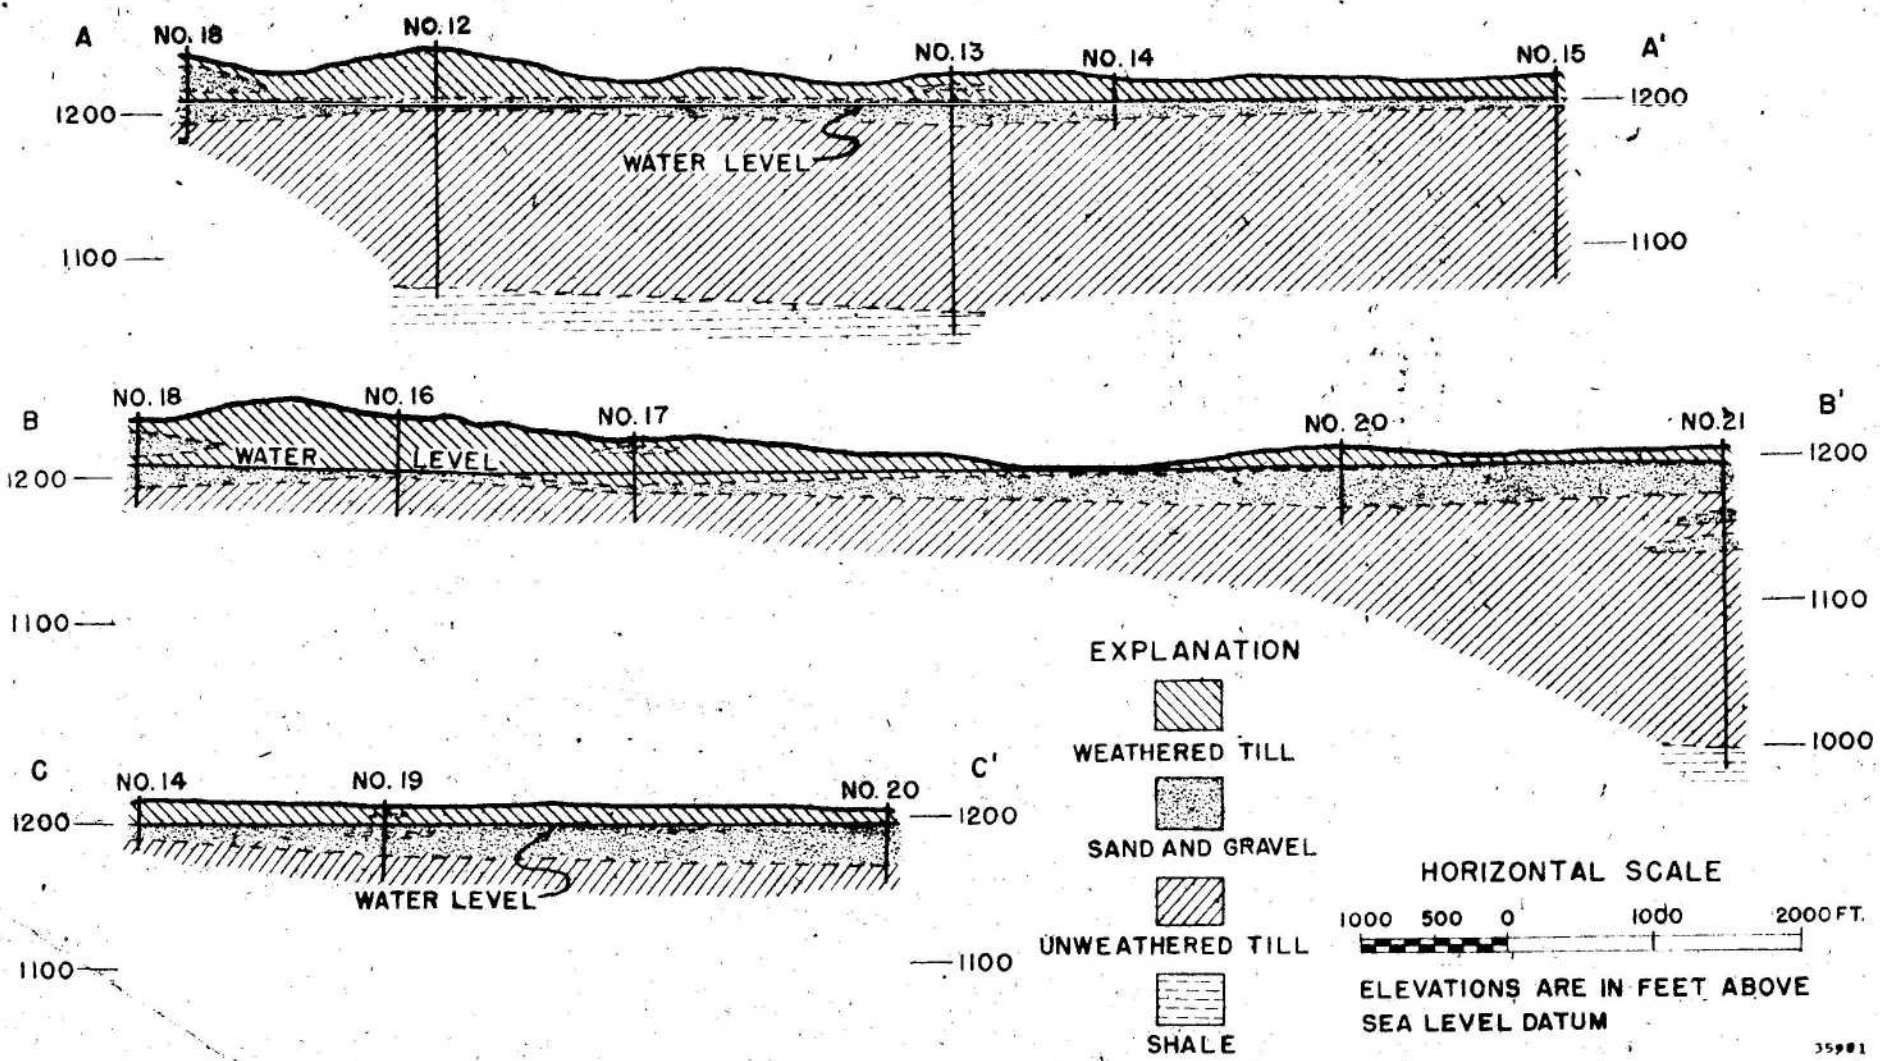 A
NO. 18
NO. 12
NO. 13
NO. 14
NO. 15
A'
1200
1200
WATER LEVEL
1100
1100
B
NO. 18
NO. 16
NO. 17
NO. 20
NO. 21
B'
WATER LEVEL
1200
1200
1100
1100
1000
C
NO. 14
NO. 19
NO. 20
C'
1200
1200
WATER LEVEL
1100
1100
EXPLANATION
WEATHERED TILL
SAND AND GRAVEL
UNWEATHERED TILL
SHALE
HORIZONTAL SCALE
1000 500 0 1000 2000 FT.
ELEVATIONS ARE IN FEET ABOVE
SEA LEVEL DATUM